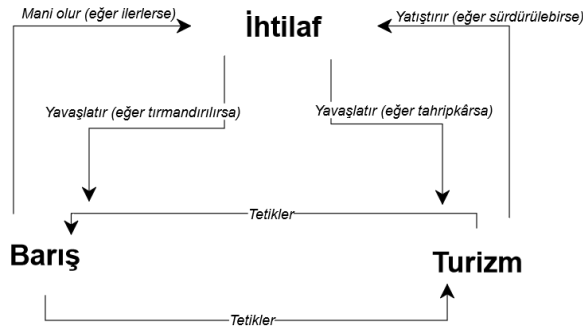 Mani olur (eğer ilerlerse)
İhtilaf
Yatıştırır (eğer sürdürülebirse)
Yavaşlatır (eğer tırmandırılırsa)
Yavaşlatır (eğer tahripkârsa)
Tetikler
Barış
Turizm
Tetikler